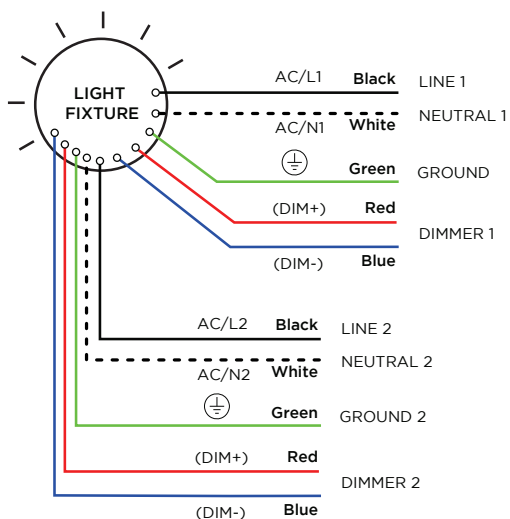 LIGHT
FIXTURE
AC/L1 Black LINE 1
AC/N1 White NEUTRAL 1
Green GROUND
(DIM+) Red
DIMMER 1
(DIM-) Blue
AC/L2 Black LINE 2
AC/N2 White NEUTRAL 2
Green GROUND 2
(DIM+) Red
DIMMER 2
(DIM-) Blue